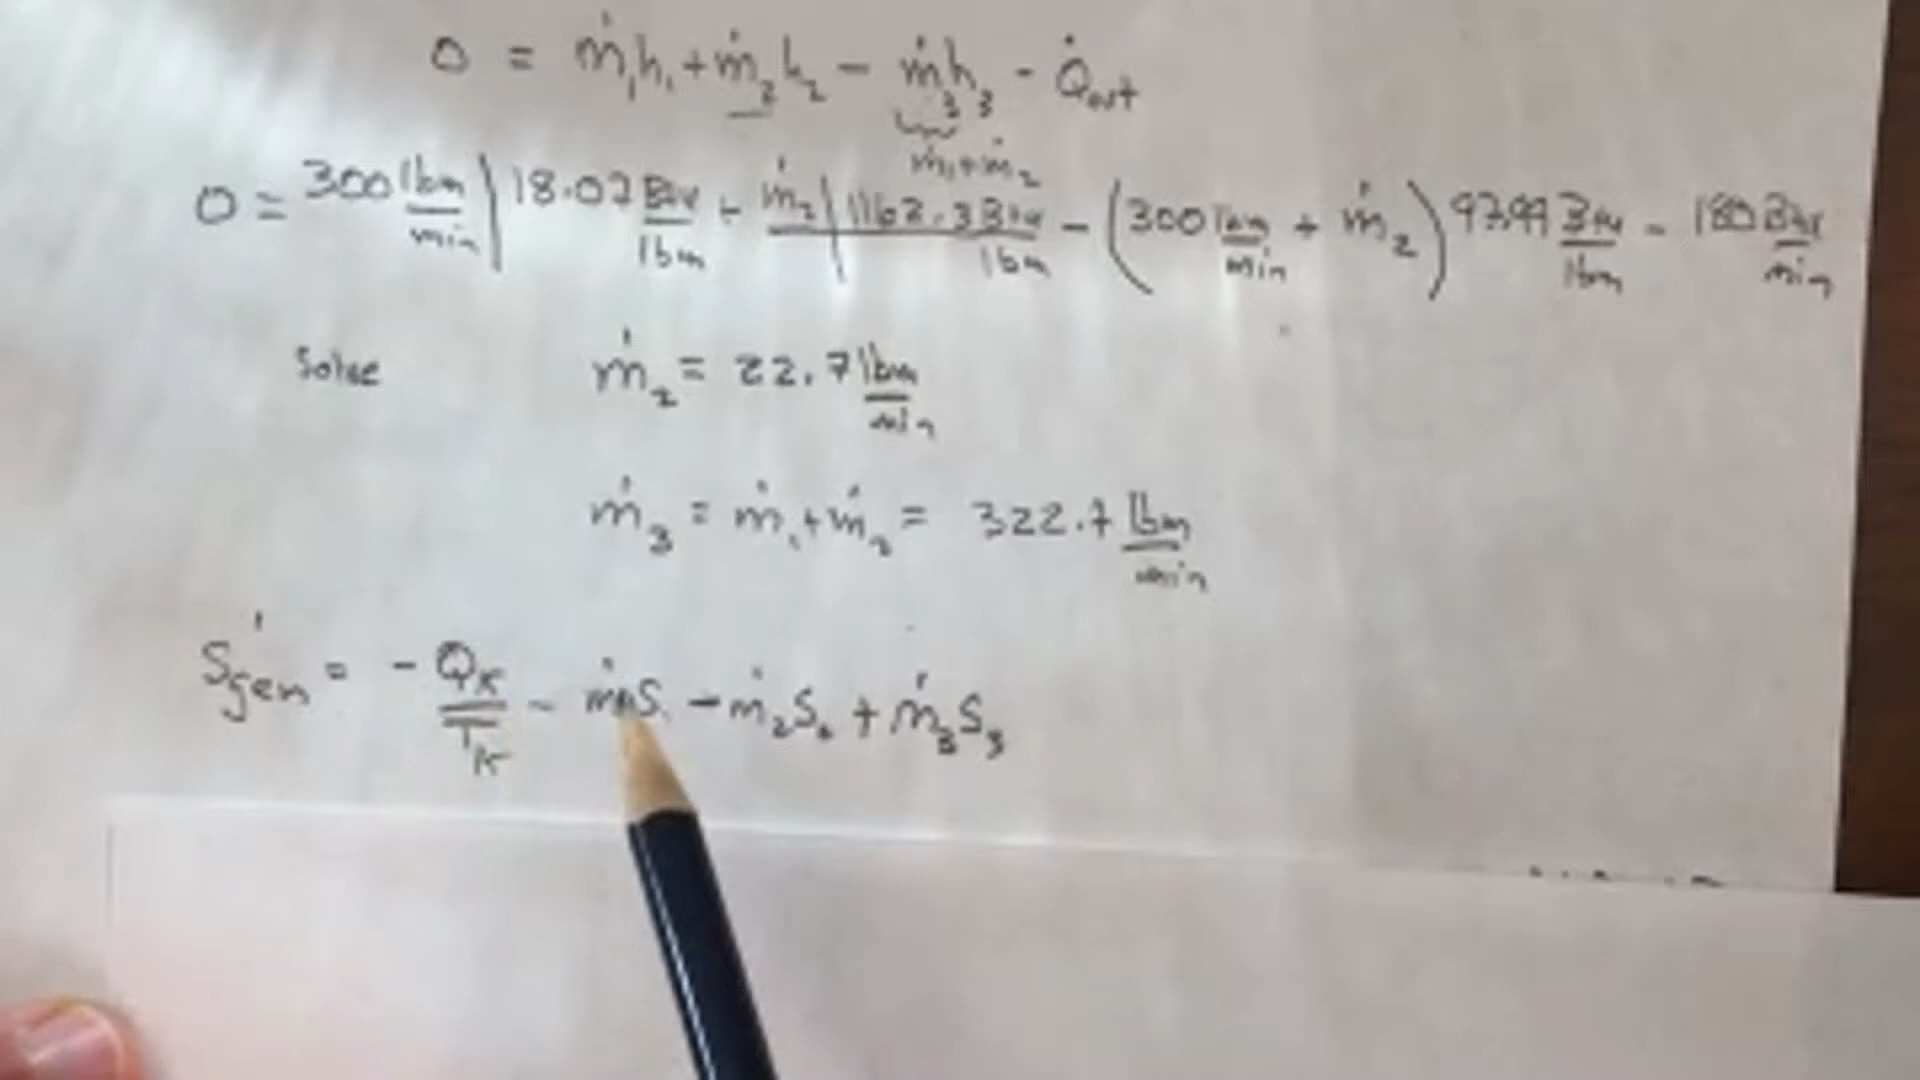 0 = ṁ₁h₁ + ṁ₂h₂ - ṁ₃h₃ - Q̇out
ṁ₁+ṁ₂
0 = 300 lbm/min | 18.07 Btu/lbm + ṁ₂ | 1162.3 Btu/lbm - (300 lbm/min + ṁ₂) 97.99 Btu/lbm - 180 Btu/min
Solve ṁ₂ = 22.7 lbm/min
ṁ₃ = ṁ₁+ṁ₂ = 322.7 lbm/min
Ṡgen = - Qₖ/Tₖ - ṁ₁S₁ - ṁ₂S₂ + ṁ₃S₃